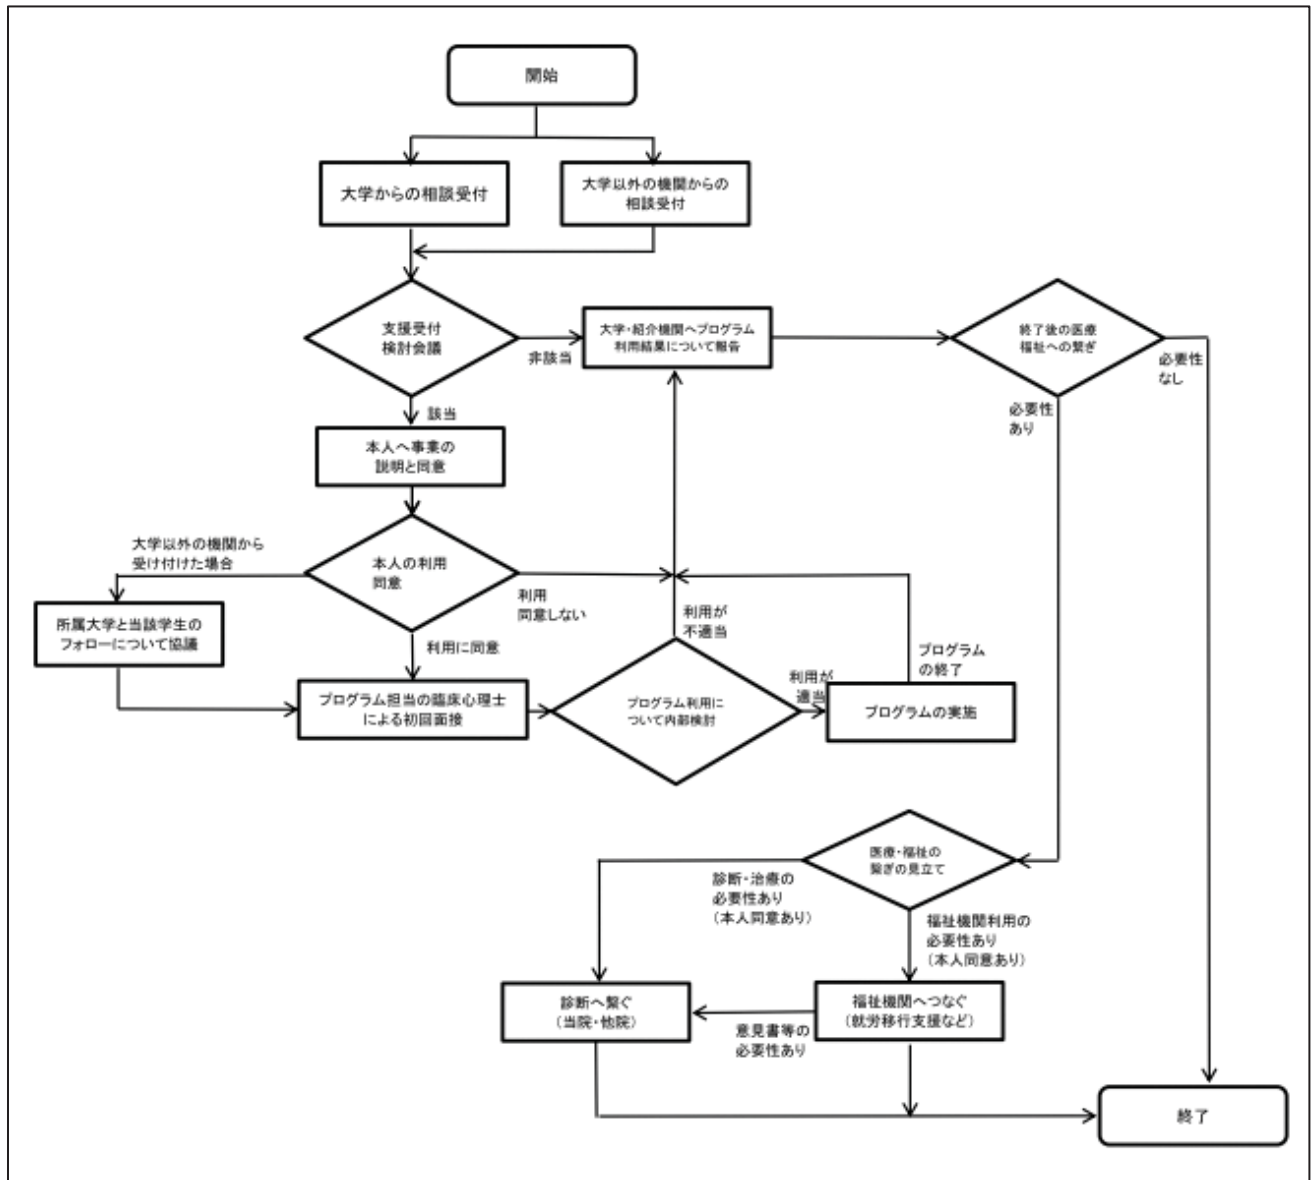 開始
大学からの相談受付
大学以外の機関からの
相談受付
支援受付
検討会議
非該当
大学・紹介機関へプログラム
利用結果について報告
終了後の医療
福祉への繋ぎ
必要性
なし
必要性
あり
該当
本人へ事業の
説明と同意
大学以外の機関から
受け付けた場合
本人の利用
同意
利用
同意しない
所属大学と当該学生の
フォローについて協議
利用に同意
利用が
不適当
プログラム
の終了
プログラム担当の臨床心理士
による初回面接
プログラム利用に
ついて内部検討
利用が
適当
プログラムの実施
医療・福祉の
繋ぎの見立て
診断・治療の
必要性あり
（本人同意あり）
福祉機関利用の
必要性あり
（本人同意あり）
診断へ繋ぐ
（当院・他院）
意見書等の
必要性あり
福祉機関へつなぐ
（就労移行支援など）
終了